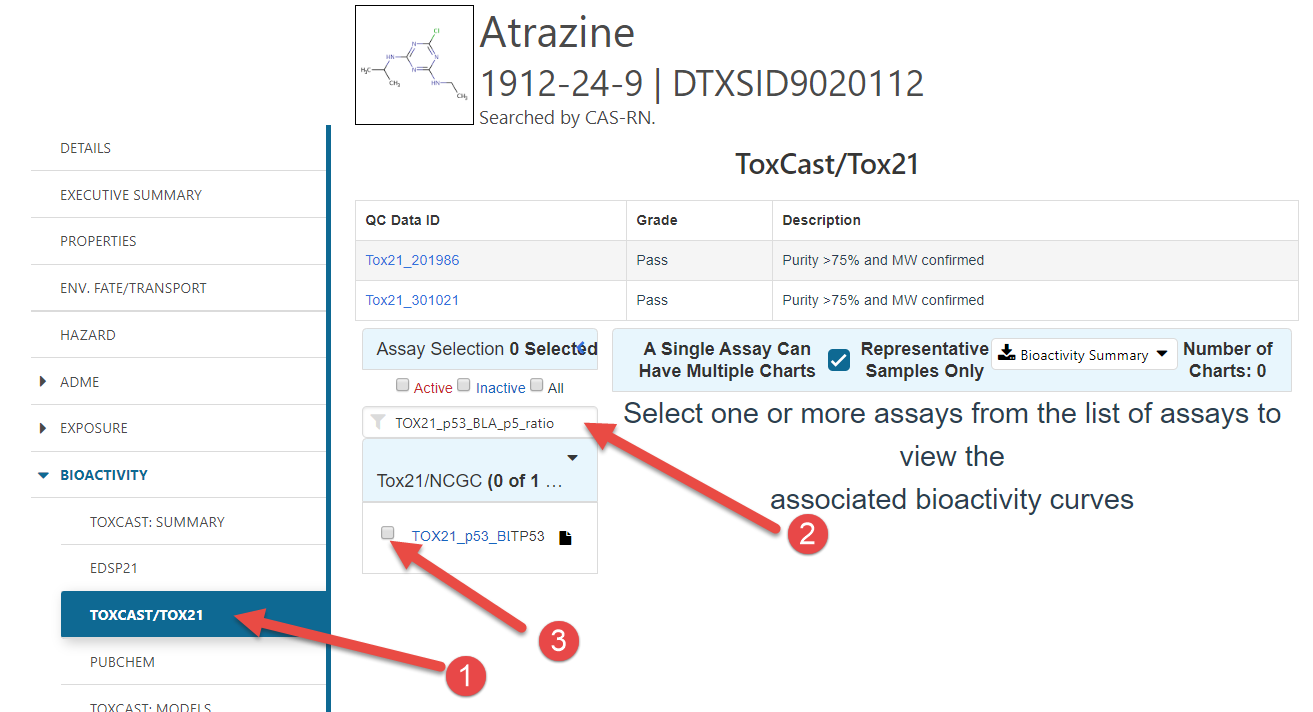 Cl
N
N
N
HN
HN
H₃C
CH₃
CH₃
Atrazine
1912-24-9 | DTXSID9020112
Searched by CAS-RN.
DETAILS
EXECUTIVE SUMMARY
PROPERTIES
ENV. FATE/TRANSPORT
HAZARD
ADME
EXPOSURE
BIOACTIVITY
TOXCAST: SUMMARY
EDSP21
TOXCAST/TOX21
PUBCHEM
TOXCAST: MODELS
ToxCast/Tox21
QC Data ID Grade Description
Tox21_201986 Pass Purity >75% and MW confirmed
Tox21_301021 Pass Purity >75% and MW confirmed
Assay Selection 0 Selected
Active Inactive All
TOX21_p53_BLA_p5_ratio
Tox21/NCGC (0 of 1 ...
TOX21_p53_BITP53
A Single Assay Can
Have Multiple Charts
Representative
Samples Only
Bioactivity Summary
Number of
Charts: 0
Select one or more assays from the list of assays to
view the
associated bioactivity curves
1
2
3